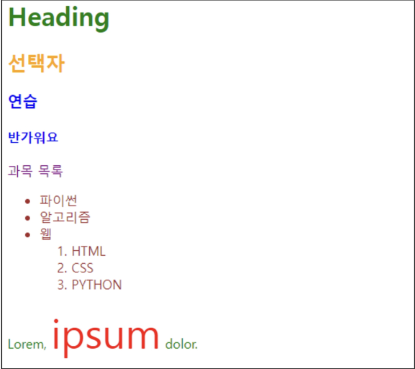 Heading
선택자
연습
반가워요
과목 목록
• 파이썬
• 알고리즘
• 웹
1. HTML
2. CSS
3. PYTHON
Lorem, ipsum dolor.